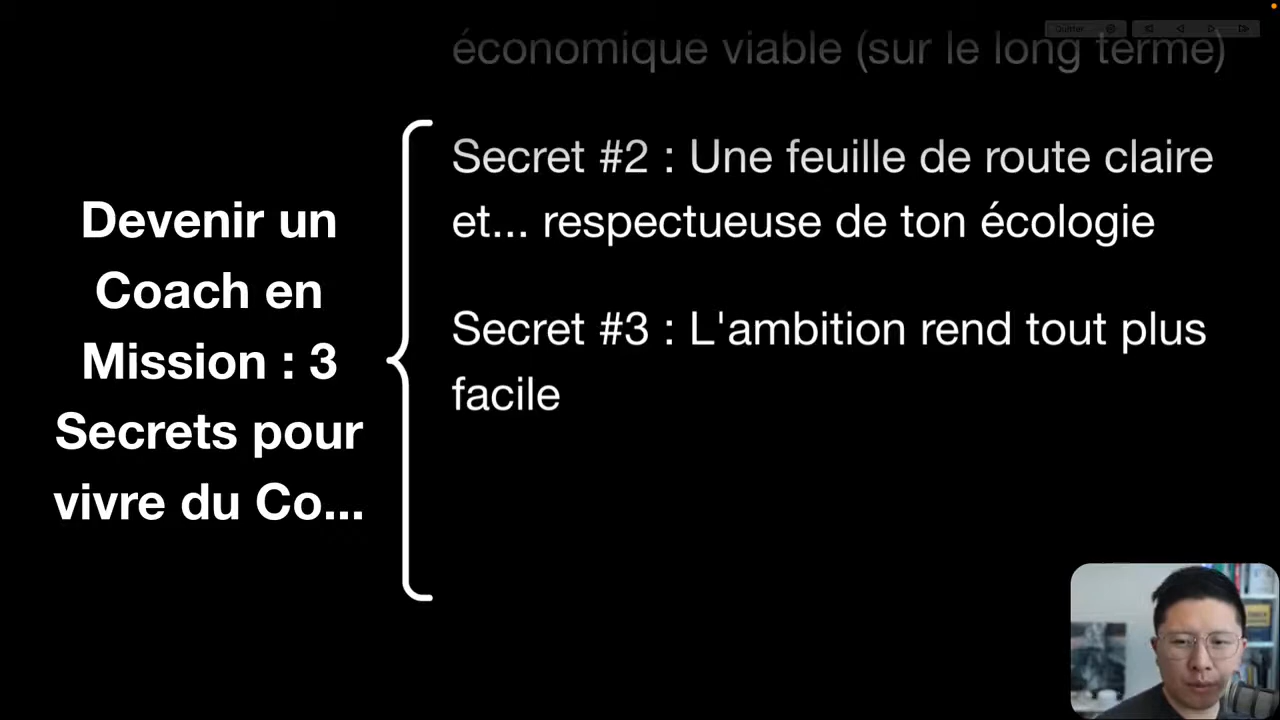 Quitter
économique viable (sur le long terme)
Secret #2 : Une feuille de route claire
et... respectueuse de ton écologie
Secret #3 : L'ambition rend tout plus
facile
Devenir un
Coach en
Mission : 3
Secrets pour
vivre du Co...